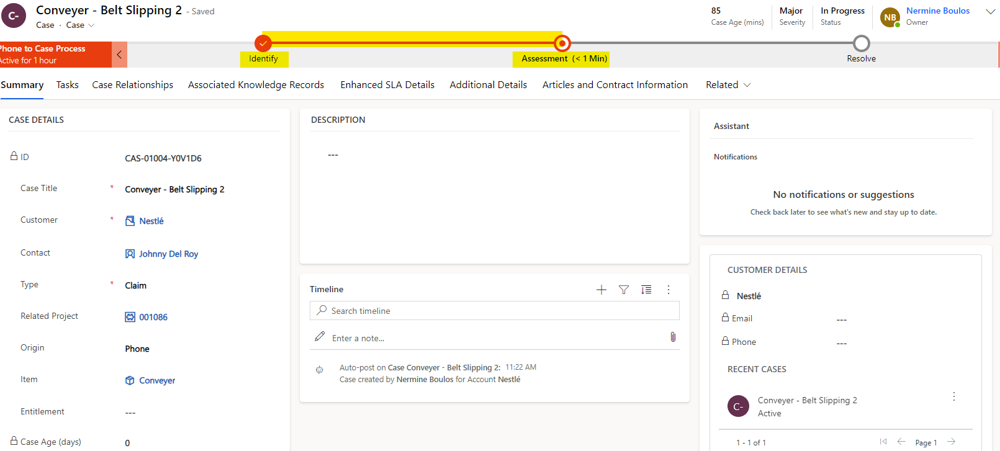 C-
Conveyer - Belt Slipping 2 - Saved
Case · Case
85
Case Age (mins)
Major
Severity
In Progress
Status
NB
Nermine Boulos
Owner
Phone to Case Process
Active for 1 hour
Identify
Assessment (< 1 Min)
Resolve
Summary
Tasks
Case Relationships
Associated Knowledge Records
Enhanced SLA Details
Additional Details
Articles and Contract Information
Related
CASE DETAILS
ID
CAS-01004-Y0V1D6
Case Title *
Conveyer - Belt Slipping 2
Customer *
Nestlé
Contact
Johnny Del Roy
Type *
Claim
Related Project
001086
Origin
Phone
Item
Conveyer
Entitlement
---
Case Age (days)
0
DESCRIPTION
---
Timeline
Search timeline
Enter a note...
Auto-post on Case Conveyer - Belt Slipping 2: 11:22 AM
Case created by Nermine Boulos for Account Nestlé
Assistant
Notifications
No notifications or suggestions
Check back later to see what's new and stay up to date.
CUSTOMER DETAILS
Nestlé
Email
---
Phone
---
RECENT CASES
C-
Conveyer - Belt Slipping 2
Active
1 - 1 of 1
Page 1